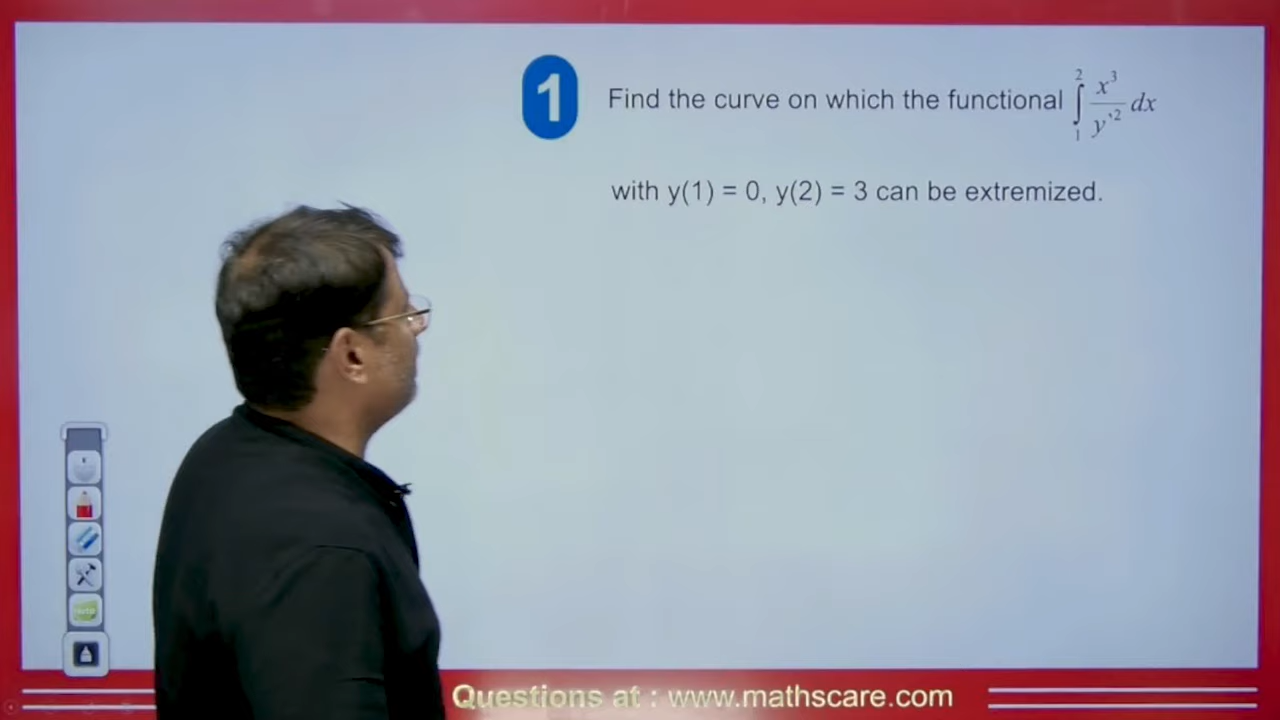 1
Find the curve on which the functional ∫₁² x³/y'² dx
with y(1) = 0, y(2) = 3 can be extremized.
Questions at : www.mathscare.com